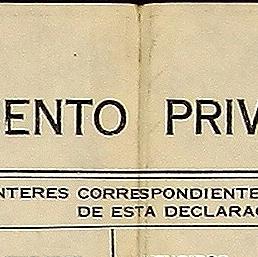 ENTO PRIV
NTERES CORRESPONDIENTE
DE ESTA DECLARAC